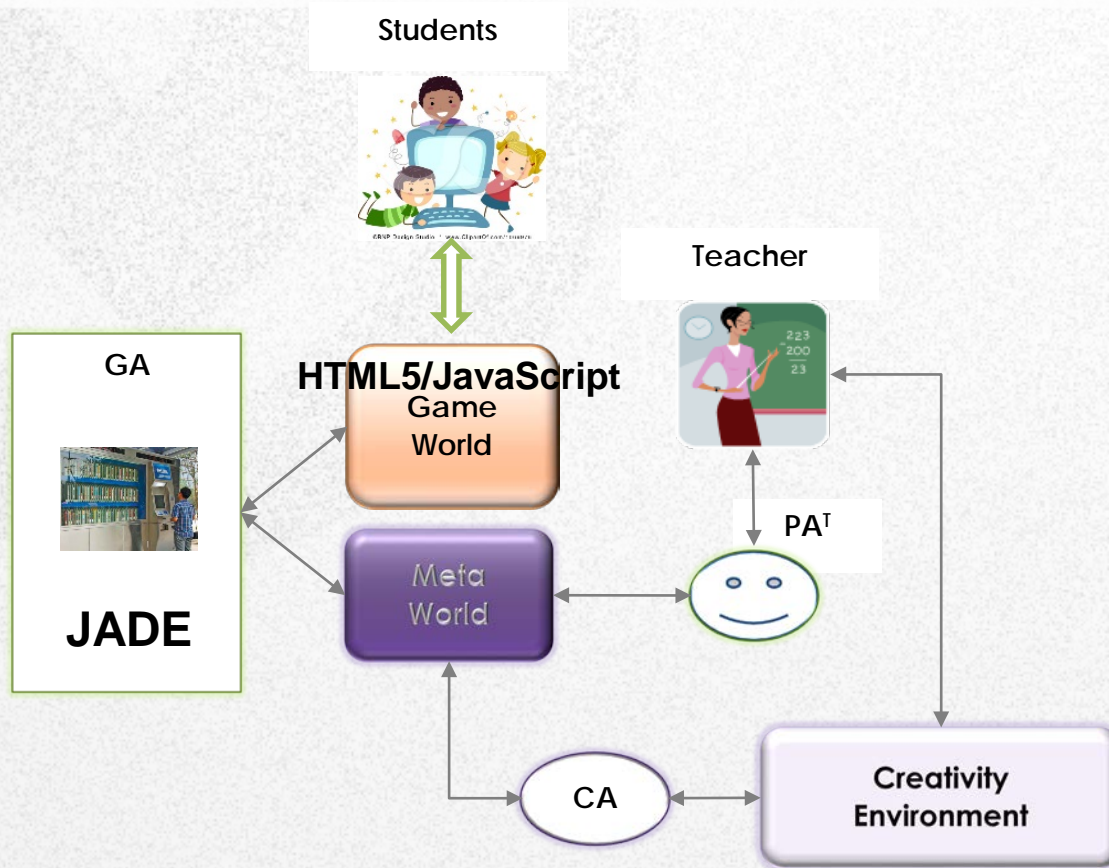 Students
Teacher
223
200
23
GA
HTML5/JavaScript
Game
World
PAᵀ
Meta
World
JADE
CA
Creativity
Environment